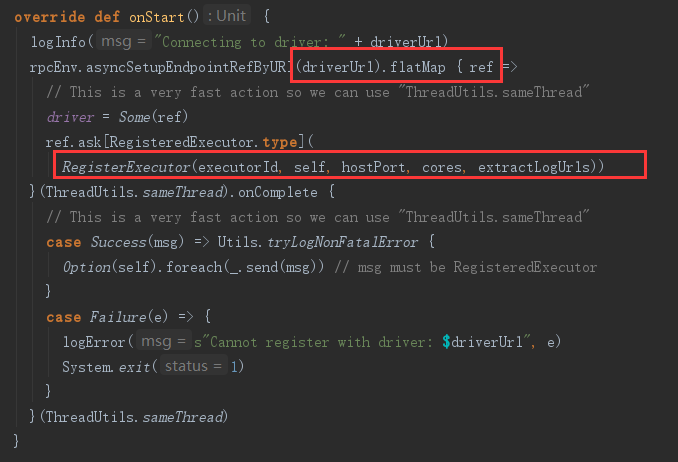 override def onStart() : Unit {
logInfo( msg = "Connecting to driver: " + driverUrl)
rpcEnv.asyncSetupEndpointRefByURI(driverUrl).flatMap { ref =>
// This is a very fast action so we can use "ThreadUtils.sameThread"
driver = Some(ref)
ref.ask[RegisteredExecutor.type](
RegisterExecutor(executorId, self, hostPort, cores, extractLogUrls))
}(ThreadUtils.sameThread).onComplete {
// This is a very fast action so we can use "ThreadUtils.sameThread"
case Success(msg) => Utils.tryLogNonFatalError {
Option(self).foreach(_.send(msg)) // msg must be RegisteredExecutor
}
case Failure(e) => {
logError( msg = s"Cannot register with driver: $driverUrl", e)
System.exit( status = 1)
}
}(ThreadUtils.sameThread)
}